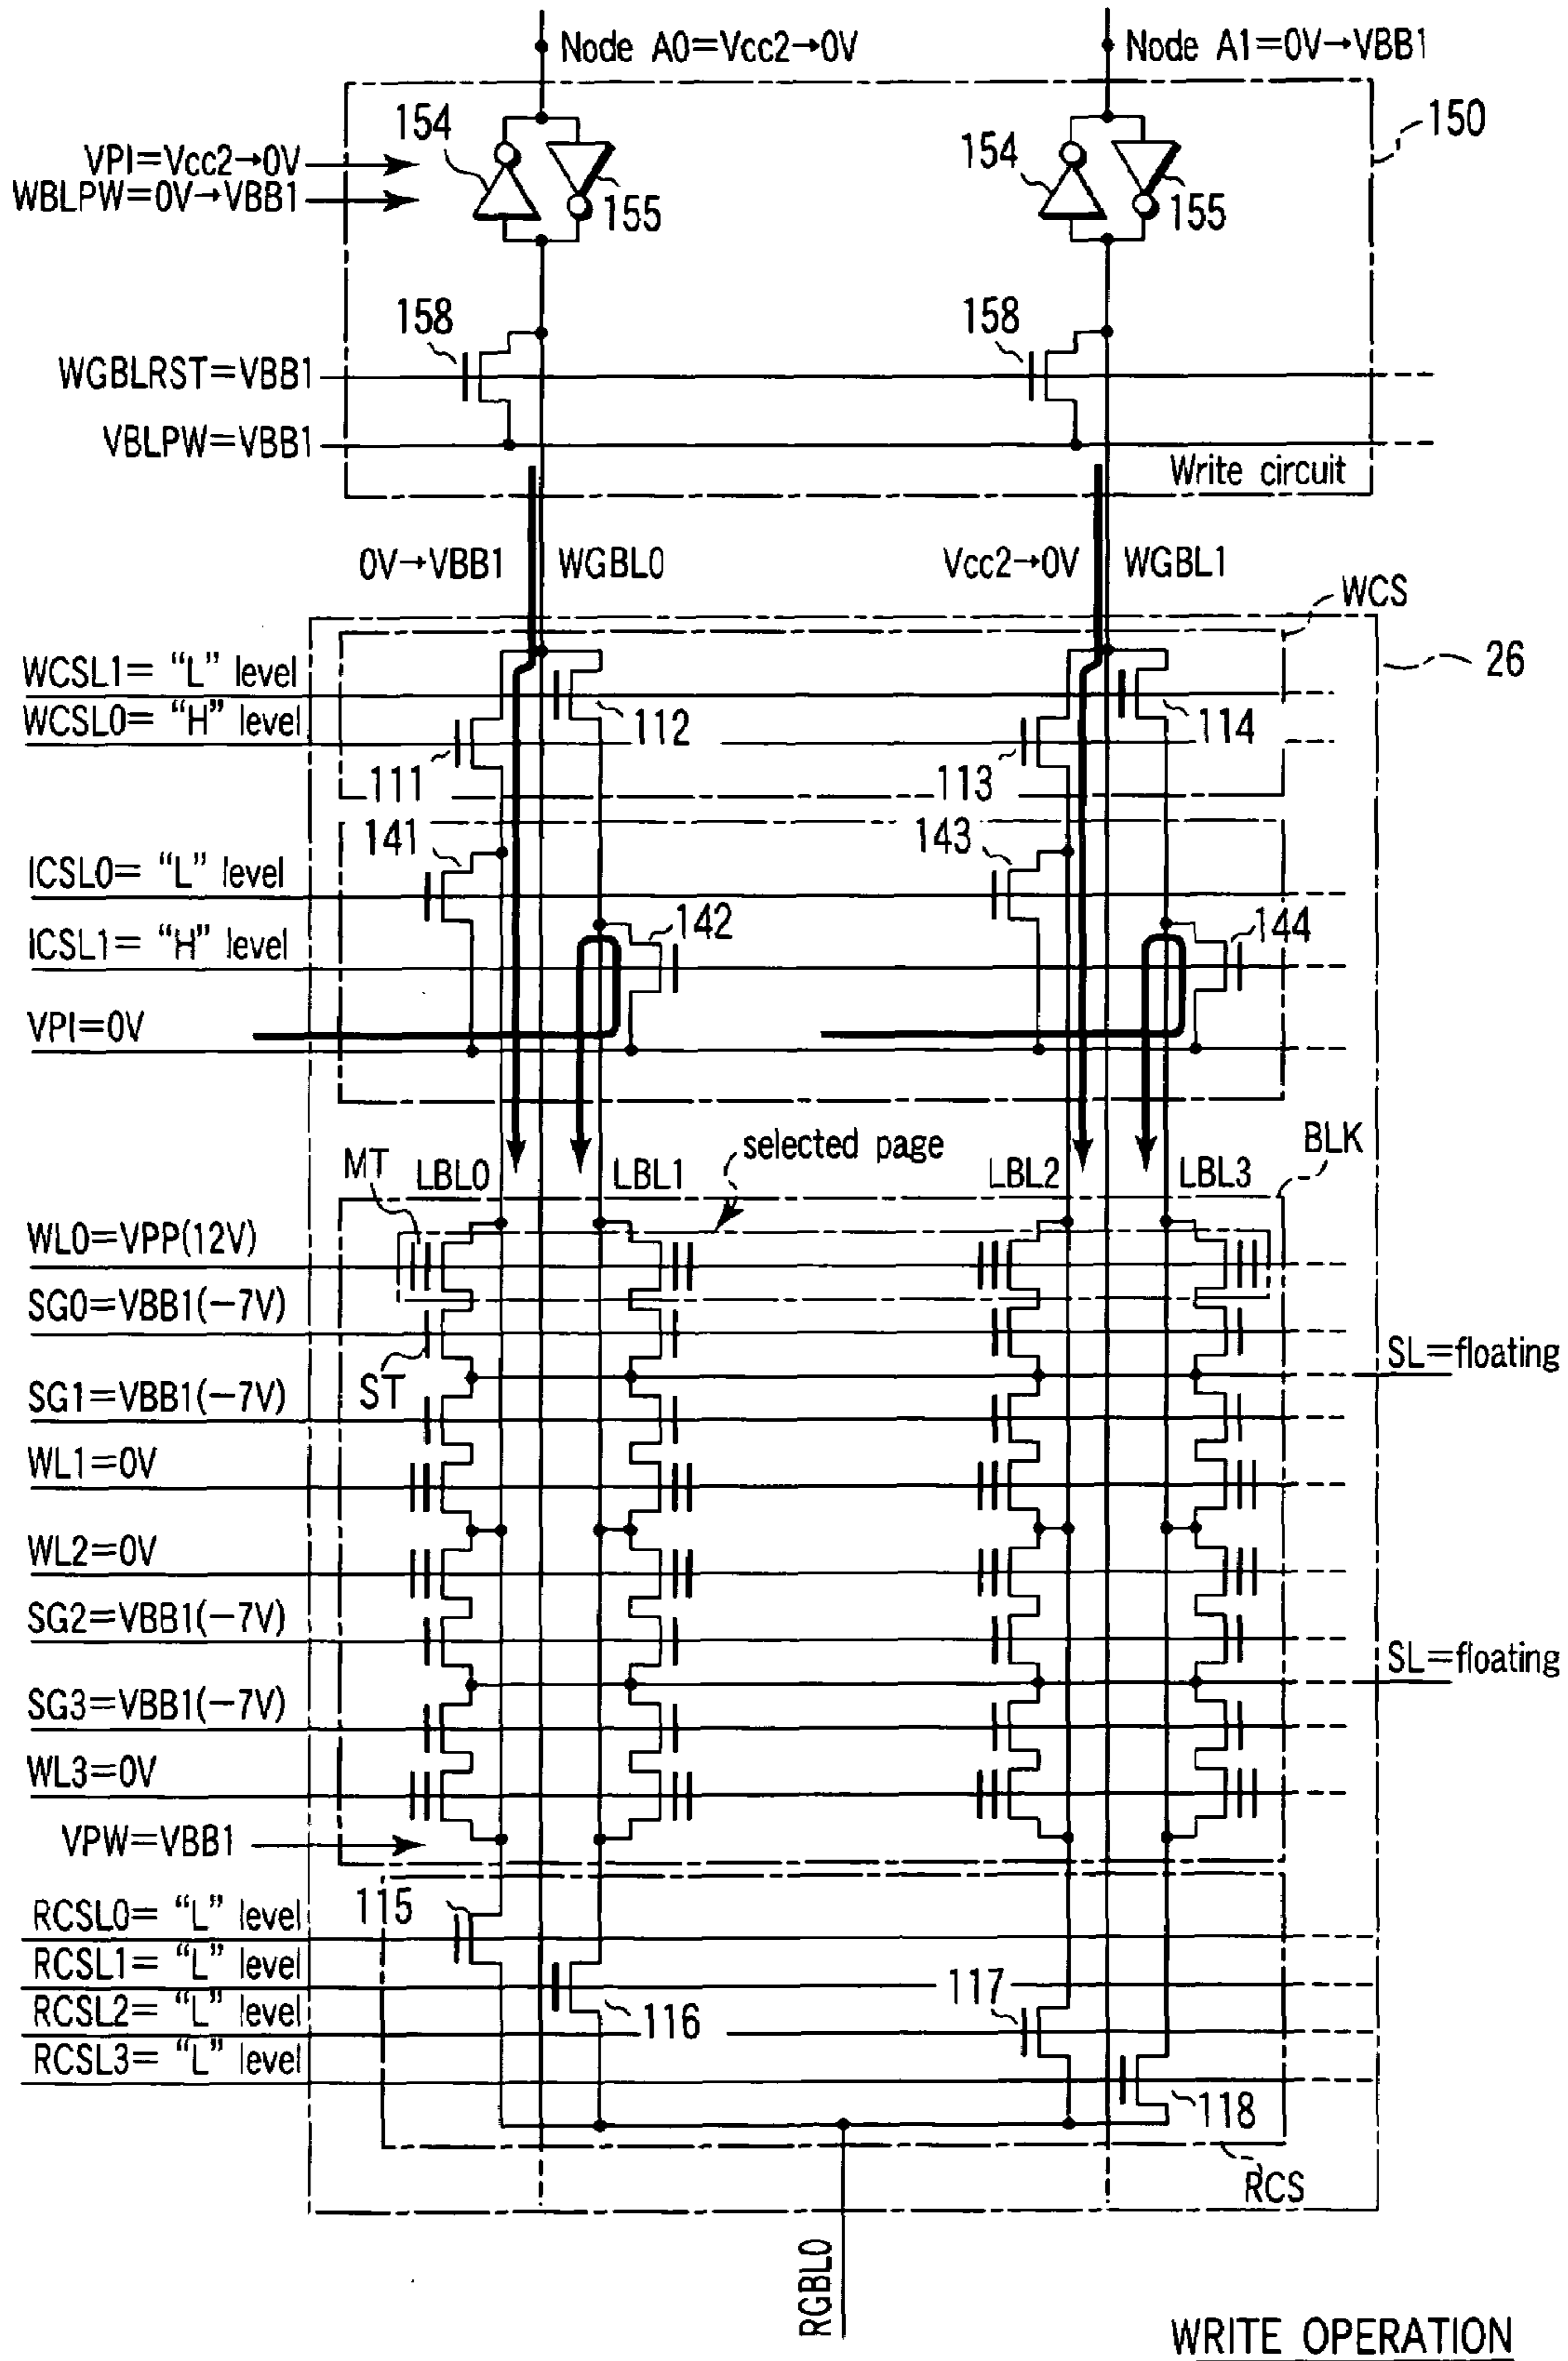 Node A0=Vcc2→0V
Node A1=0V→VBB1
150
154
154
VPI=Vcc2→0V
WBLPW=0V→VBB1
155
155
158
158
WGBLRST=VBB1
VBLPW=VBB1
Write circuit
0V→VBB1
WGBL0
Vcc2→0V
WGBL1
WCS
26
WCSL1= “L” level
WCSL0= “H” level
112
114
111
113
141
143
ICSL0= “L” level
142
144
ICSL1= “H” level
VPI=0V
selected page
BLK
MT
LBL0
LBL1
LBL2
LBL3
WL0=VPP(12V)
SG0=VBB1(−7V)
SL=floating
ST
SG1=VBB1(−7V)
WL1=0V
WL2=0V
SG2=VBB1(−7V)
SL=floating
SG3=VBB1(−7V)
WL3=0V
VPW=VBB1
115
RCSL0= “L” level
RCSL1= “L” level
117
RCSL2= “L” level
116
RCSL3= “L” level
118
RCS
RGBL0
WRITE OPERATION